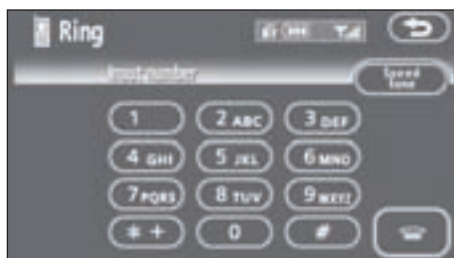 Ring
Input number
Speed
tone
1 2 ABC 3 DEF
4 GHI 5 JKL 6 MNO
7 PQRS 8 TUV 9 WXYZ
* + 0 #